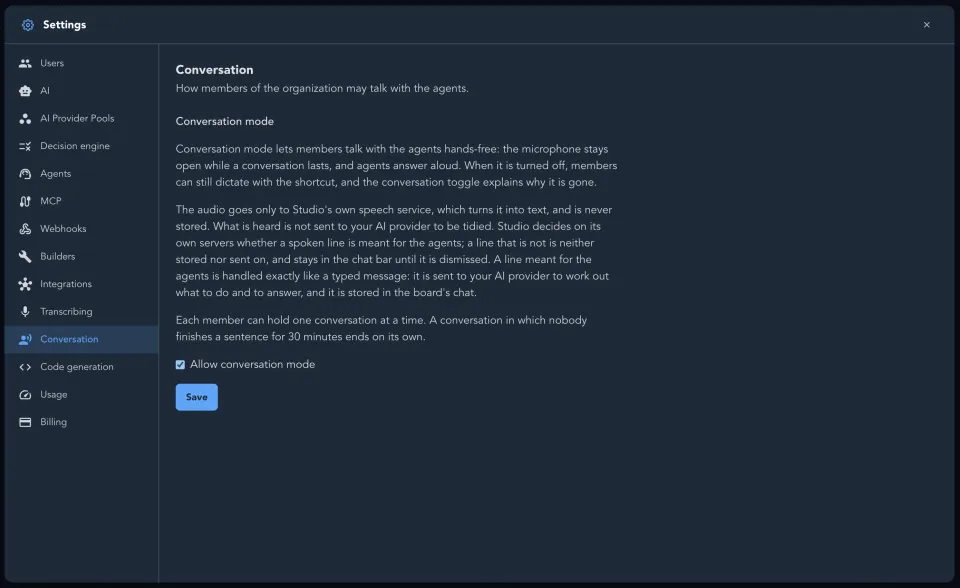 Settings
×
Users
AI
AI Provider Pools
Decision engine
Agents
MCP
Webhooks
Builders
Integrations
Transcribing
Conversation
Code generation
Usage
Billing
Conversation
How members of the organization may talk with the agents.
Conversation mode
Conversation mode lets members talk with the agents hands-free: the microphone stays
open while a conversation lasts, and agents answer aloud. When it is turned off, members
can still dictate with the shortcut, and the conversation toggle explains why it is gone.
The audio goes only to Studio's own speech service, which turns it into text, and is never
stored. What is heard is not sent to your AI provider to be tidied. Studio decides on its
own servers whether a spoken line is meant for the agents; a line that is not is neither
stored nor sent on, and stays in the chat bar until it is dismissed. A line meant for the
agents is handled exactly like a typed message: it is sent to your AI provider to work out
what to do and to answer, and it is stored in the board's chat.
Each member can hold one conversation at a time. A conversation in which nobody
finishes a sentence for 30 minutes ends on its own.
Allow conversation mode
Save